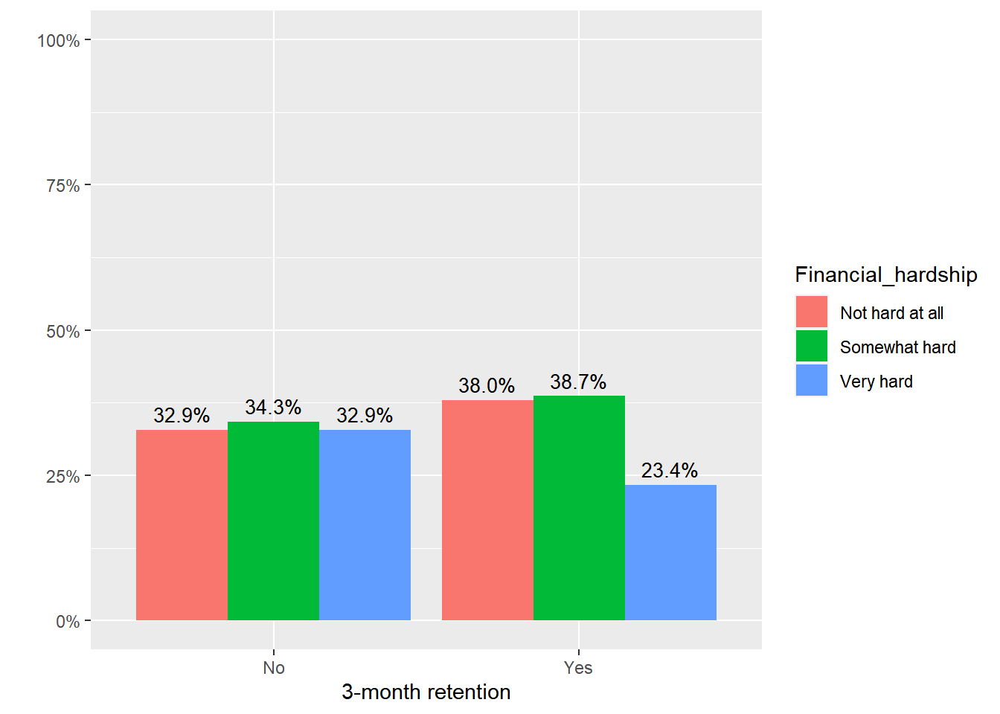 100%
75%
50%
25%
0%
32.9%
34.3%
32.9%
38.0%
38.7%
23.4%
No
Yes
3-month retention
Financial_hardship
Not hard at all
Somewhat hard
Very hard